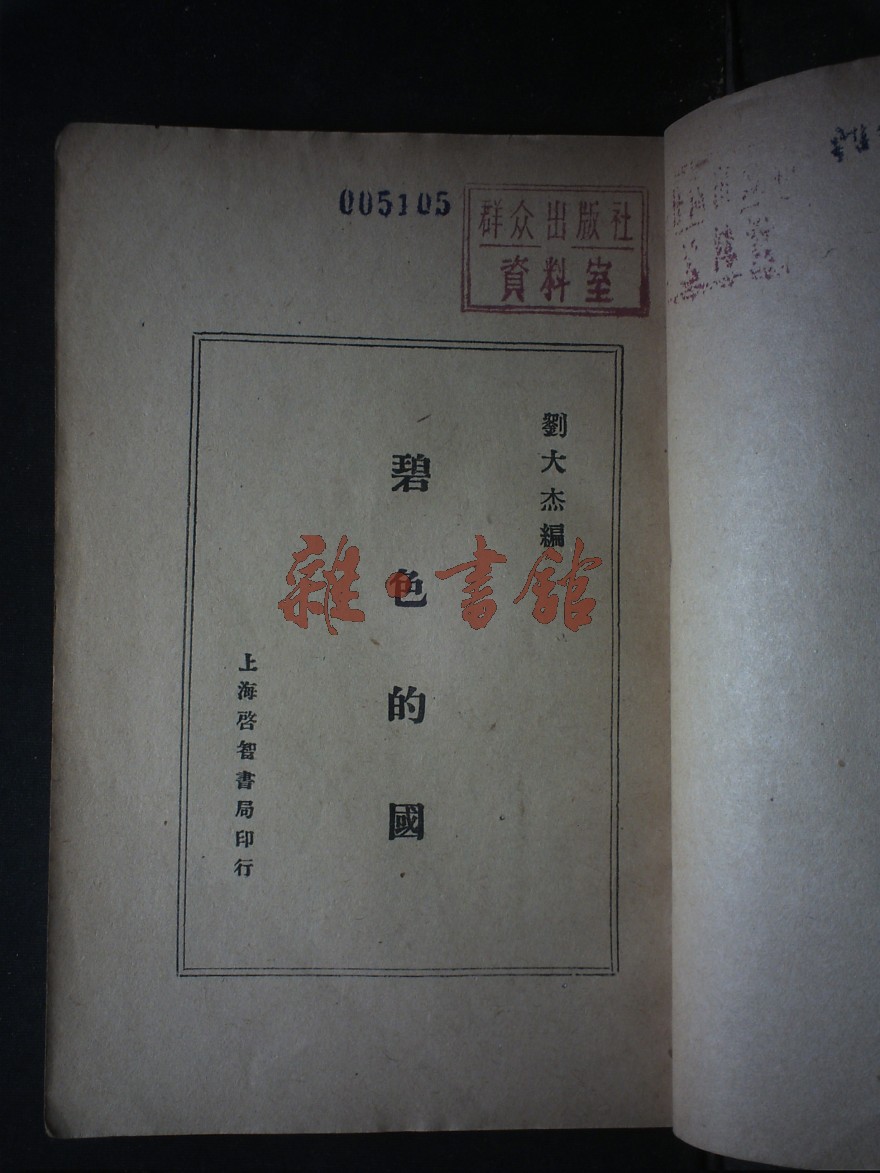 005105
群众出版社
資料室
劉大杰編
碧色的國
上海啓智書局印行
雜·書館